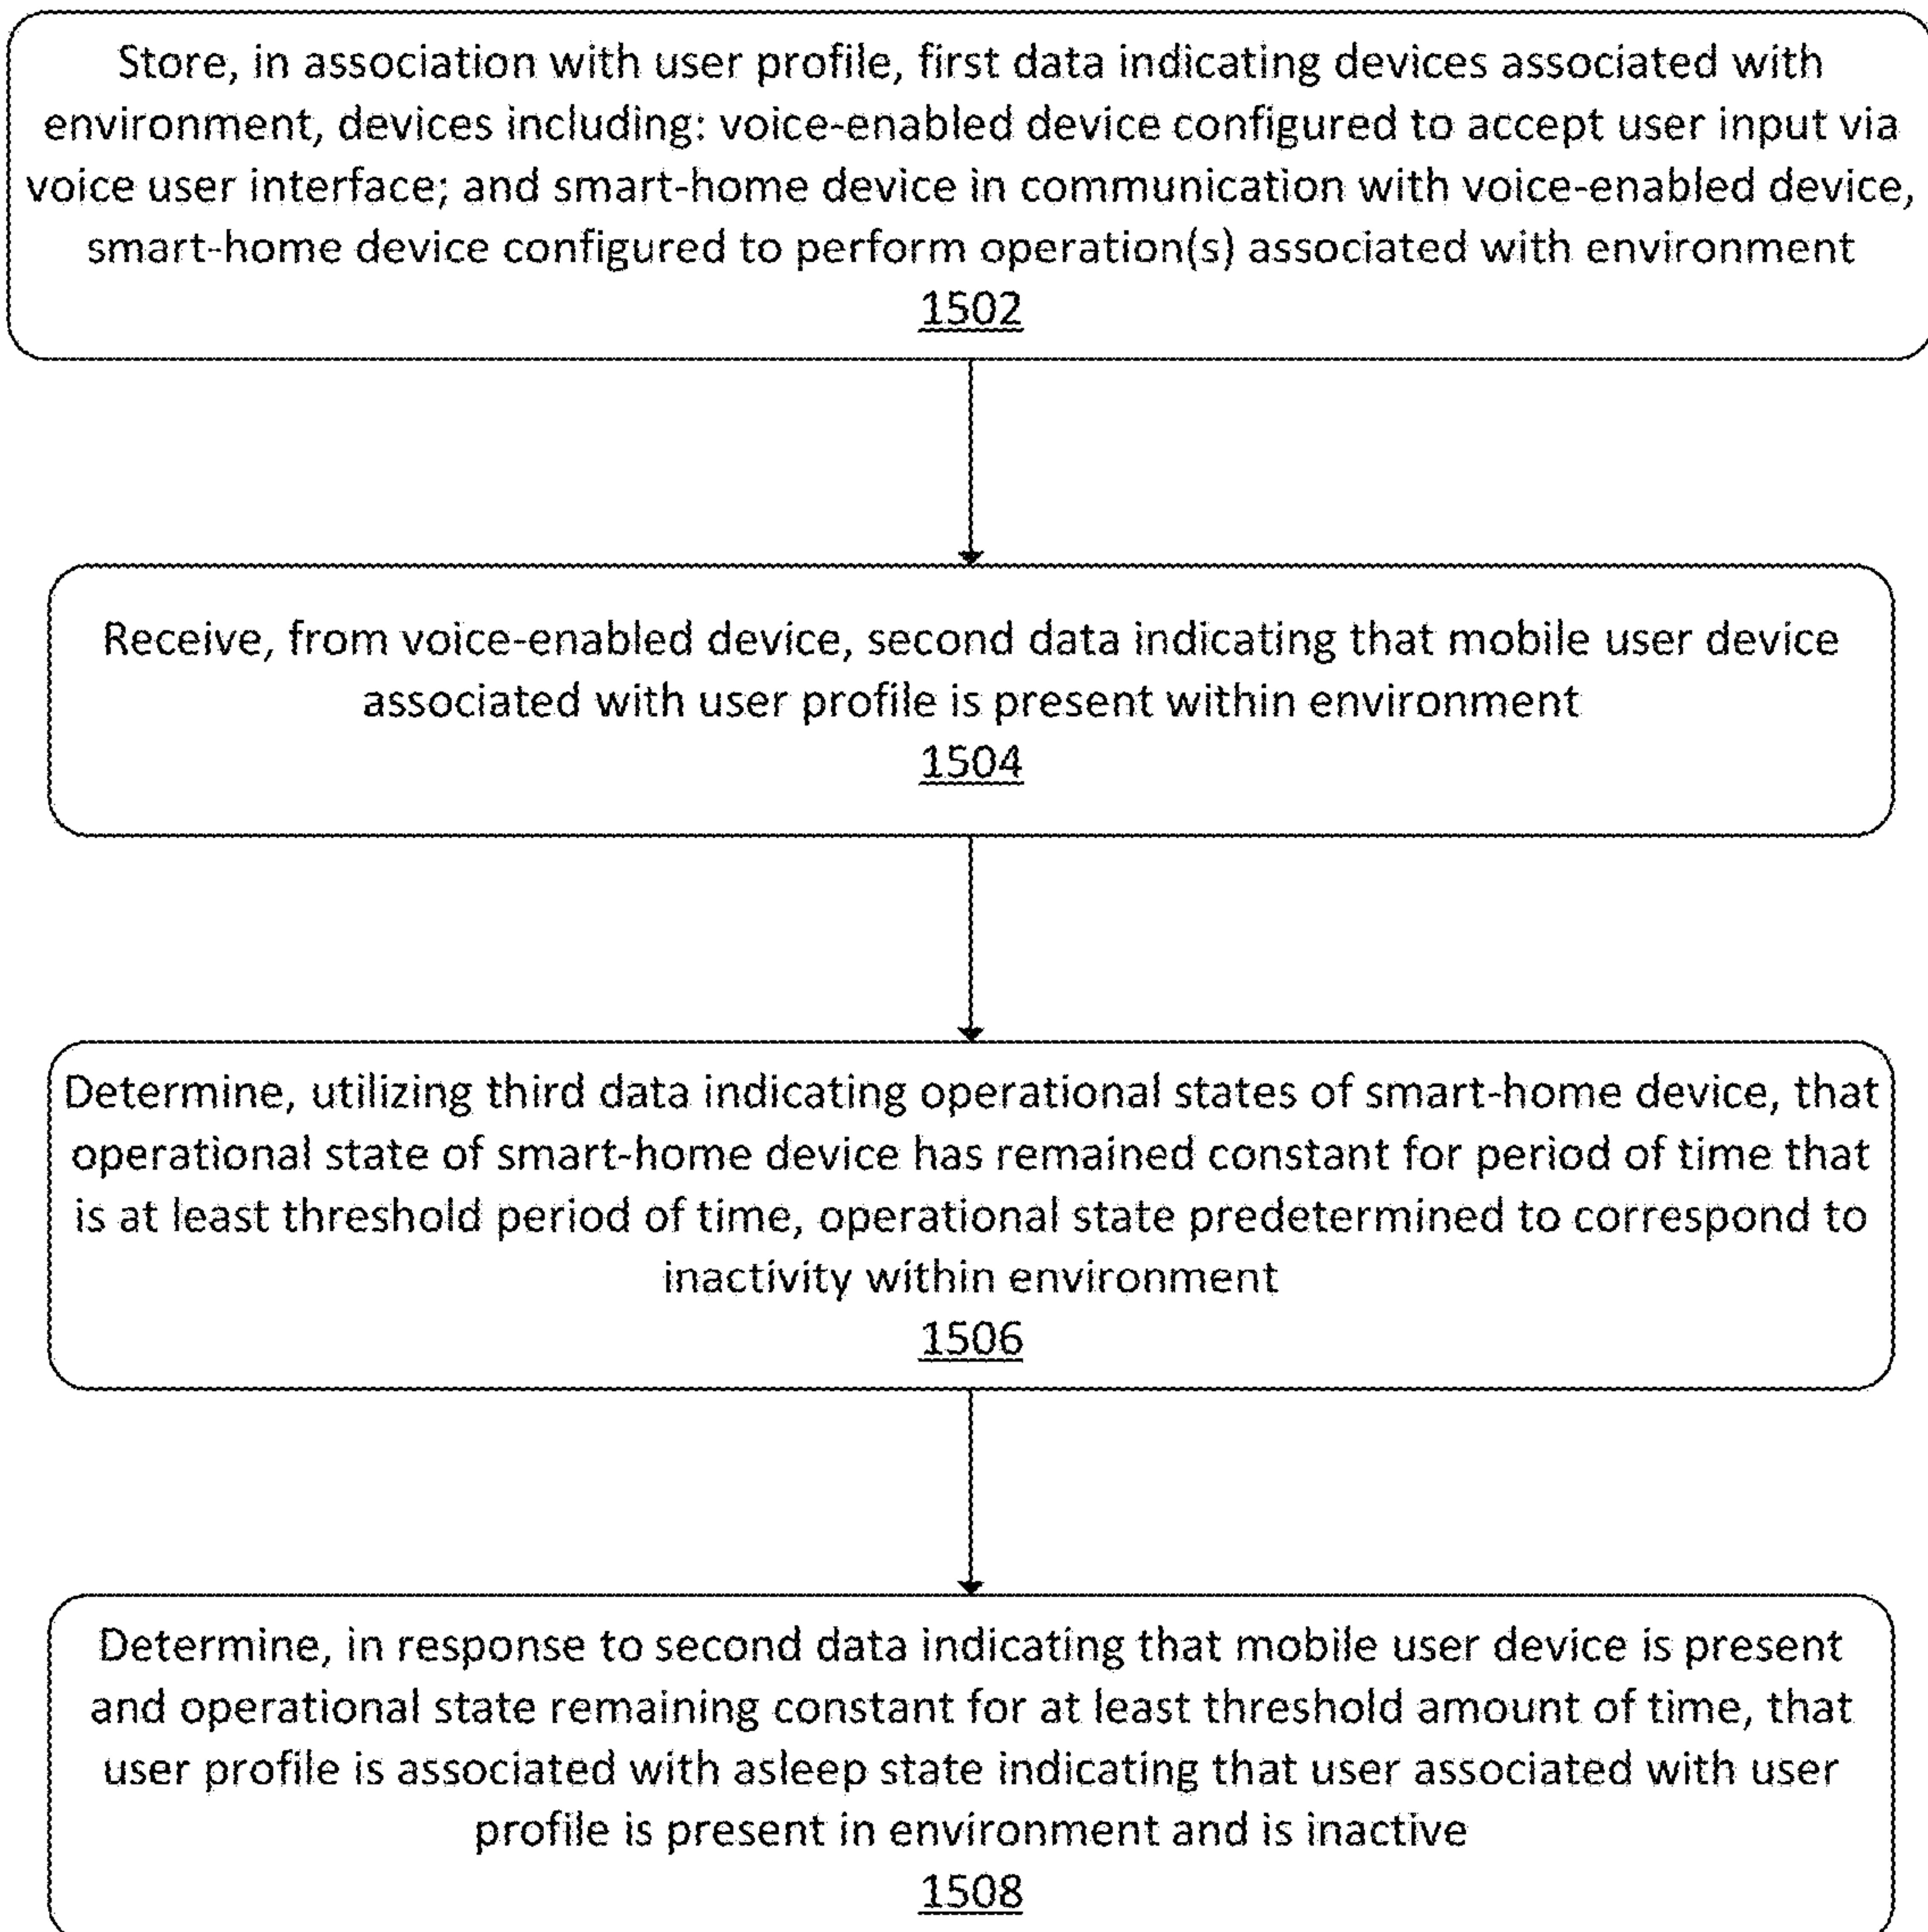 Store, in association with user profile, first data indicating devices associated with
environment, devices including: voice-enabled device configured to accept user input via
voice user interface; and smart-home device in communication with voice-enabled device,
smart-home device configured to perform operation(s) associated with environment
1502
Receive, from voice-enabled device, second data indicating that mobile user device
associated with user profile is present within environment
1504
Determine, utilizing third data indicating operational states of smart-home device, that
operational state of smart-home device has remained constant for period of time that
is at least threshold period of time, operational state predetermined to correspond to
inactivity within environment
1506
Determine, in response to second data indicating that mobile user device is present
and operational state remaining constant for at least threshold amount of time, that
user profile is associated with asleep state indicating that user associated with user
profile is present in environment and is inactive
1508